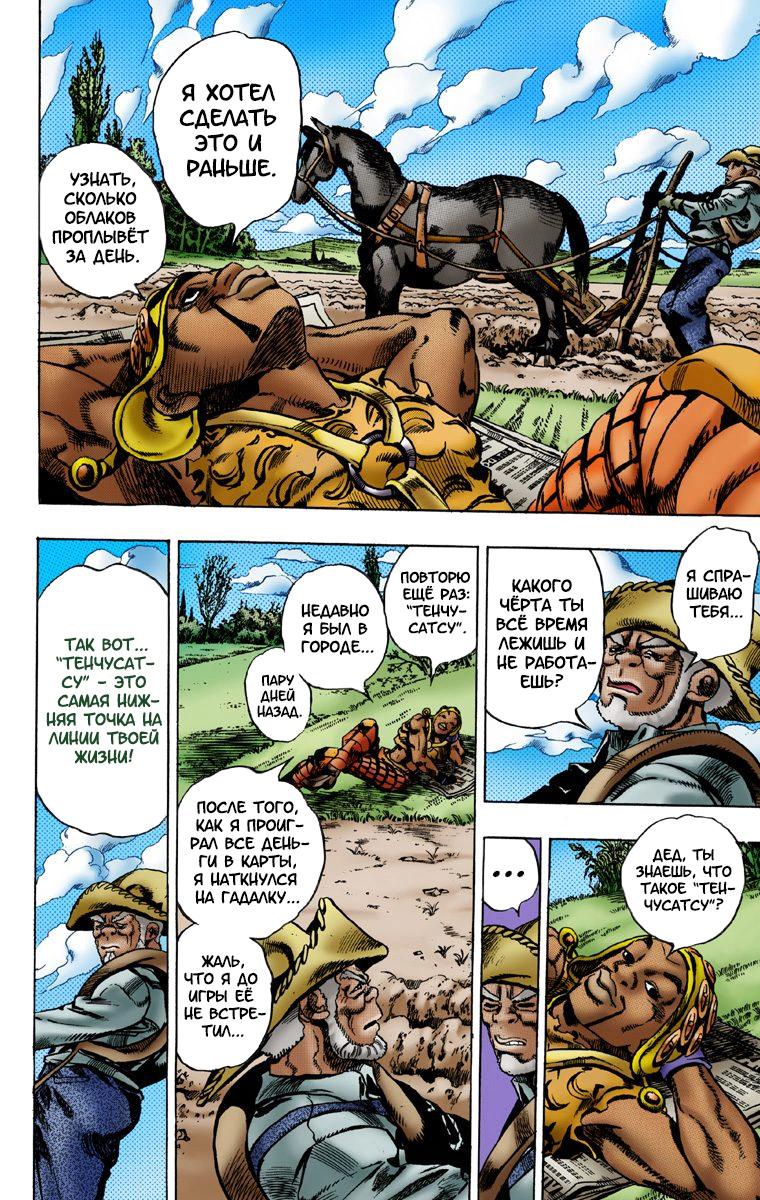 Я ХОТЕЛ
СДЕЛАТЬ
ЭТО И
РАНЬШЕ.
УЗНАТЬ,
СКОЛЬКО
ОБЛАКОВ
ПРОПЛЫВЁТ
ЗА ДЕНЬ.
Я СПРА-
ШИВАЮ
ТЕБЯ...
КАКОГО
ЧЁРТА ТЫ
ВСЁ ВРЕМЯ
ЛЕЖИШЬ И
НЕ РАБОТА-
ЕШЬ?
ДЕД, ТЫ
ЗНАЕШЬ, ЧТО
ТАКОЕ "ТЕН-
ЧУСАТСУ"?
...
ПОВТОРЮ
ЕЩЁ РАЗ:
"ТЕНЧУ-
САТСУ".
НЕДАВНО
Я БЫЛ В
ГОРОДЕ...
ПАРУ
ДНЕЙ
НАЗАД.
ПОСЛЕ ТОГО,
КАК Я ПРОИГ-
РАЛ ВСЕ ДЕНЬ-
ГИ В КАРТЫ,
Я НАТКНУЛСЯ
НА ГАДАЛКУ...
ЖАЛЬ,
ЧТО Я ДО
ИГРЫ ЕЁ
НЕ ВСТРЕ-
ТИЛ...
ТАК ВОТ...
"ТЕНЧУСАТ-
СУ" – ЭТО
САМАЯ НИЖ-
НЯЯ ТОЧКА НА
ЛИНИИ ТВОЕЙ
ЖИЗНИ!